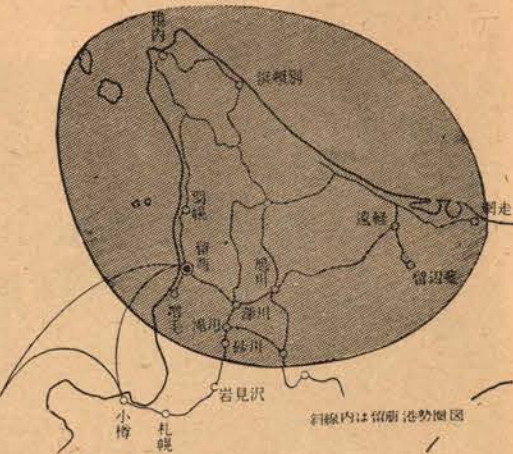 稚内
浜頓別
羽幌
留萌
増毛
滝川
砂川
深川
旭川
遠軽
留辺蘂
網走
岩見沢
小樽
札幌
斜線内は留萠港勢圏図